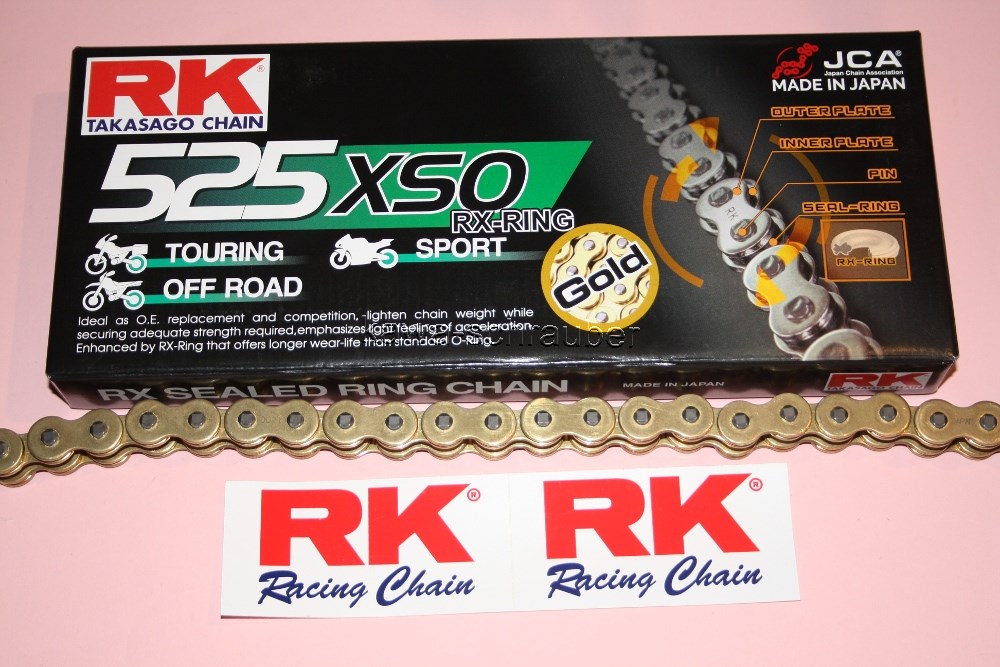 RK®
TAKASAGO CHAIN
JCA®
Japan Chain Association
MADE IN JAPAN
525XSO
RX-RING
OUTER PLATE
INNER PLATE
PIN
SEAL-RING
RX-RING
TOURING
SPORT
OFF ROAD
Gold
Ideal as O.E. replacement and competition, -lighten chain weight while
securing adequate strength required,emphasizes light feeling of acceleration.
Enhanced by RX-Ring that offers longer wear-life than standard O-Ring.
RX SEALED RING CHAIN
MADE IN JAPAN
RK
TAKASAGO CHAIN
RK®
Racing Chain
RK®
Racing Chain